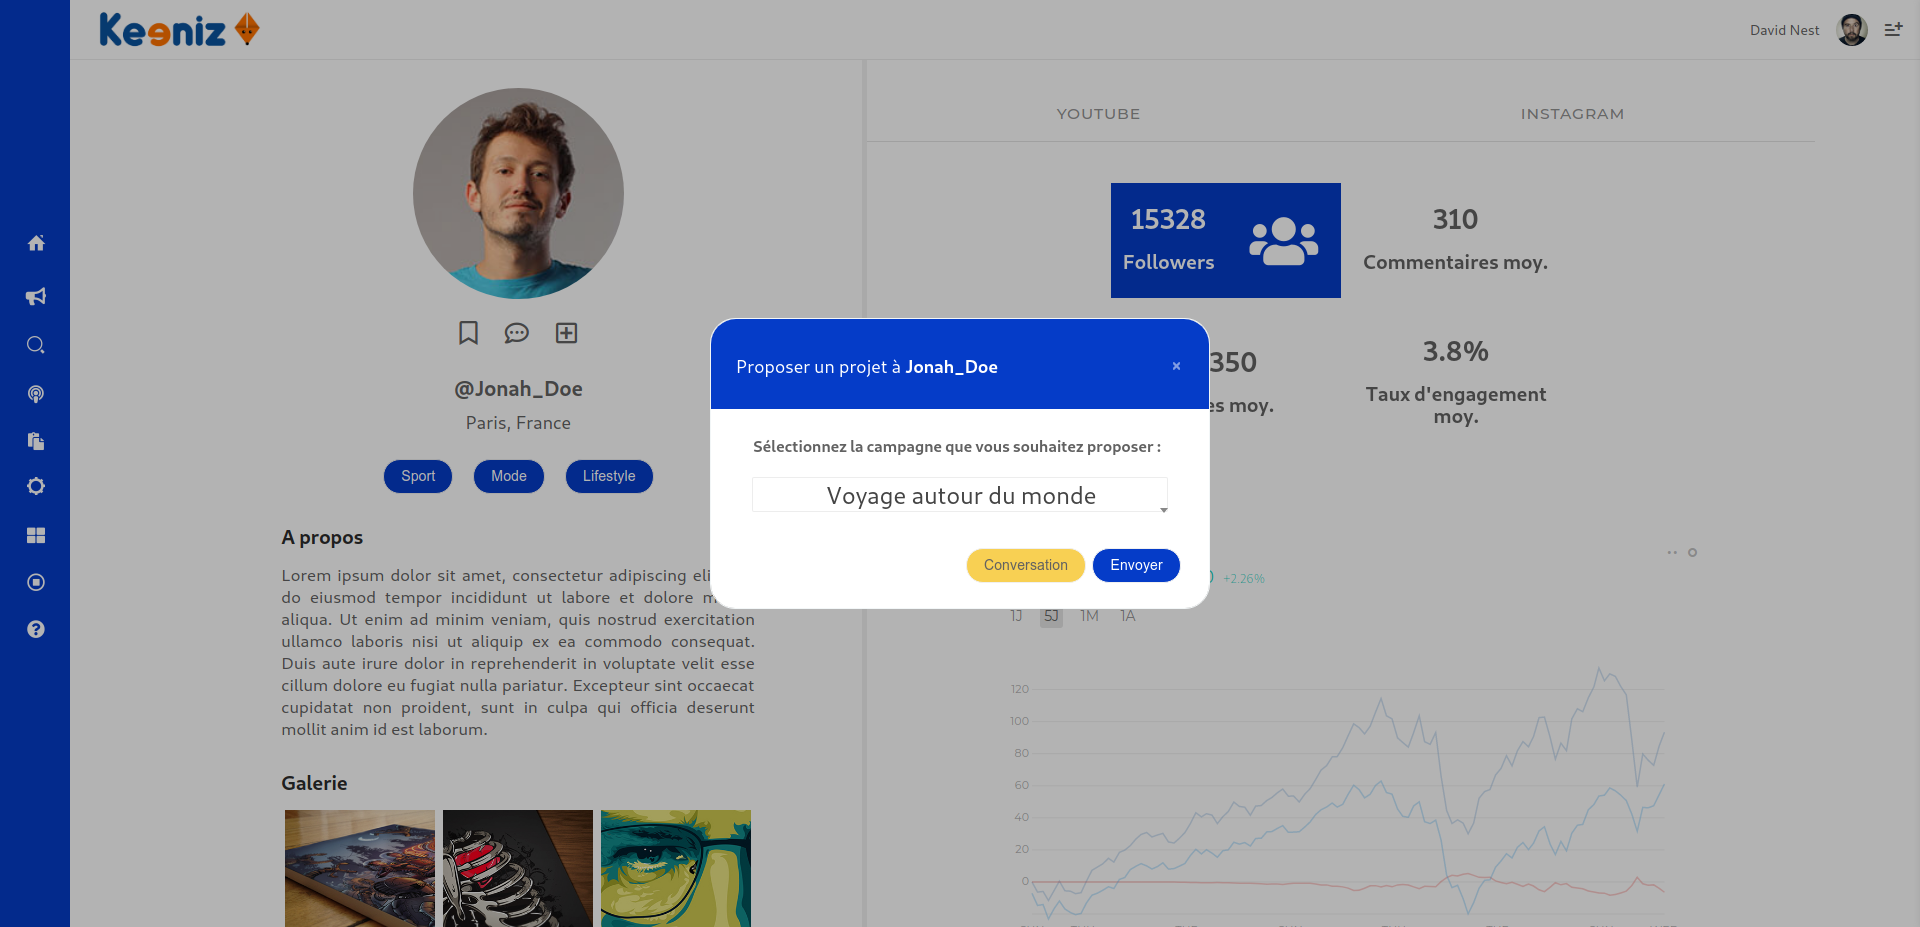 Keeniz
David Nest
YOUTUBE
INSTAGRAM
15328
Followers
310
Commentaires moy.
350
es moy.
3.8%
Taux d'engagement
moy.
@Jonah_Doe
Paris, France
Sport
Mode
Lifestyle
Proposer un projet à Jonah_Doe
×
Sélectionnez la campagne que vous souhaitez proposer :
Voyage autour du monde
Conversation
Envoyer
A propos
Lorem ipsum dolor sit amet, consectetur adipiscing eli
do eiusmod tempor incididunt ut labore et dolore m
aliqua. Ut enim ad minim veniam, quis nostrud exercitation
ullamco laboris nisi ut aliquip ex ea commodo consequat.
Duis aute irure dolor in reprehenderit in voluptate velit esse
cillum dolore eu fugiat nulla pariatur. Excepteur sint occaecat
cupidatat non proident, sunt in culpa qui officia deserunt
mollit anim id est laborum.
Galerie
+2.26%
1J
5J
1M
1A
120
100
80
60
40
20
0